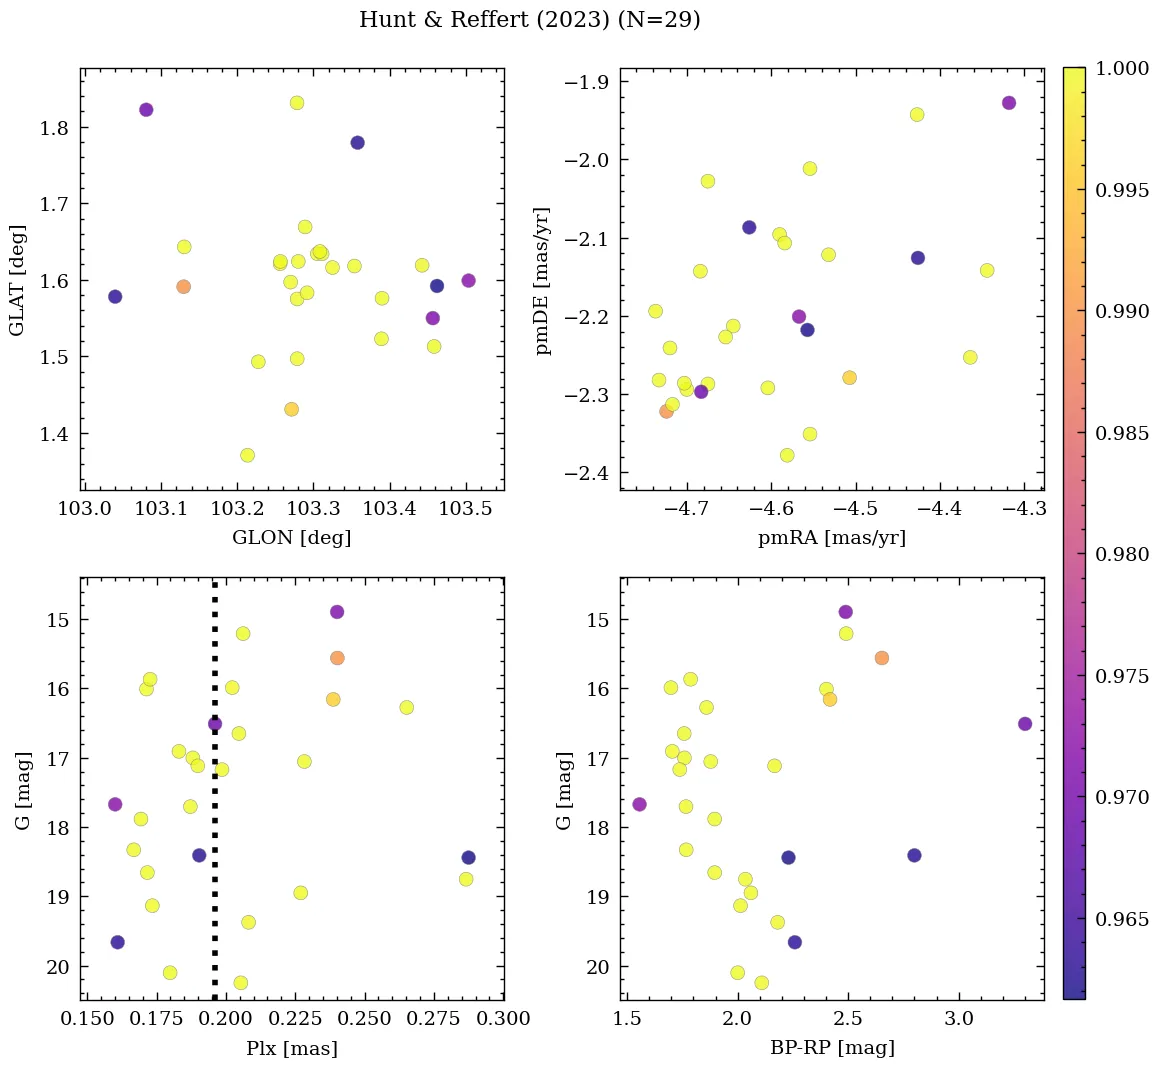 Hunt & Reffert (2023) (N=29)
GLAT [deg]
1.8
1.7
1.6
1.5
1.4
103.0 103.1 103.2 103.3 103.4 103.5
GLON [deg]
pmDE [mas/yr]
−1.9
−2.0
−2.1
−2.2
−2.3
−2.4
−4.7 −4.6 −4.5 −4.4 −4.3
pmRA [mas/yr]
G [mag]
15
16
17
18
19
20
0.150 0.175 0.200 0.225 0.250 0.275 0.300
Plx [mas]
G [mag]
15
16
17
18
19
20
1.5 2.0 2.5 3.0
BP-RP [mag]
1.000
0.995
0.990
0.985
0.980
0.975
0.970
0.965